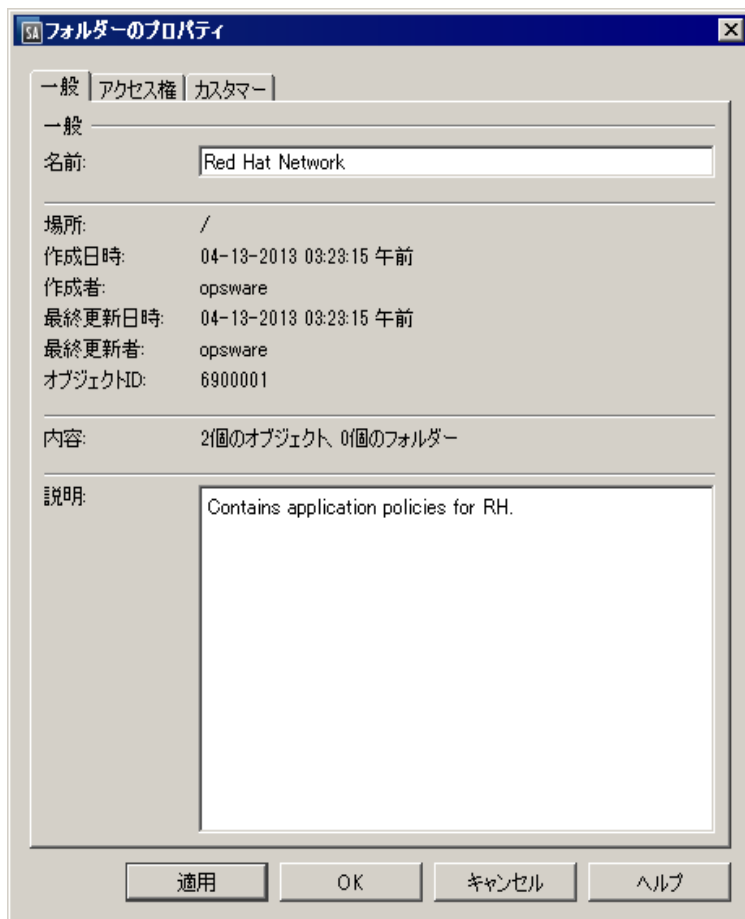 SA フォルダーのプロパティ
一般 アクセス権 カスタマー
一般
名前: Red Hat Network
場所: /
作成日時: 04-13-2013 03:23:15 午前
作成者: opsware
最終更新日時: 04-13-2013 03:23:15 午前
最終更新者: opsware
オブジェクトID: 6900001
内容: 2個のオブジェクト、0個のフォルダー
説明: Contains application policies for RH.
適用 OK キャンセル ヘルプ